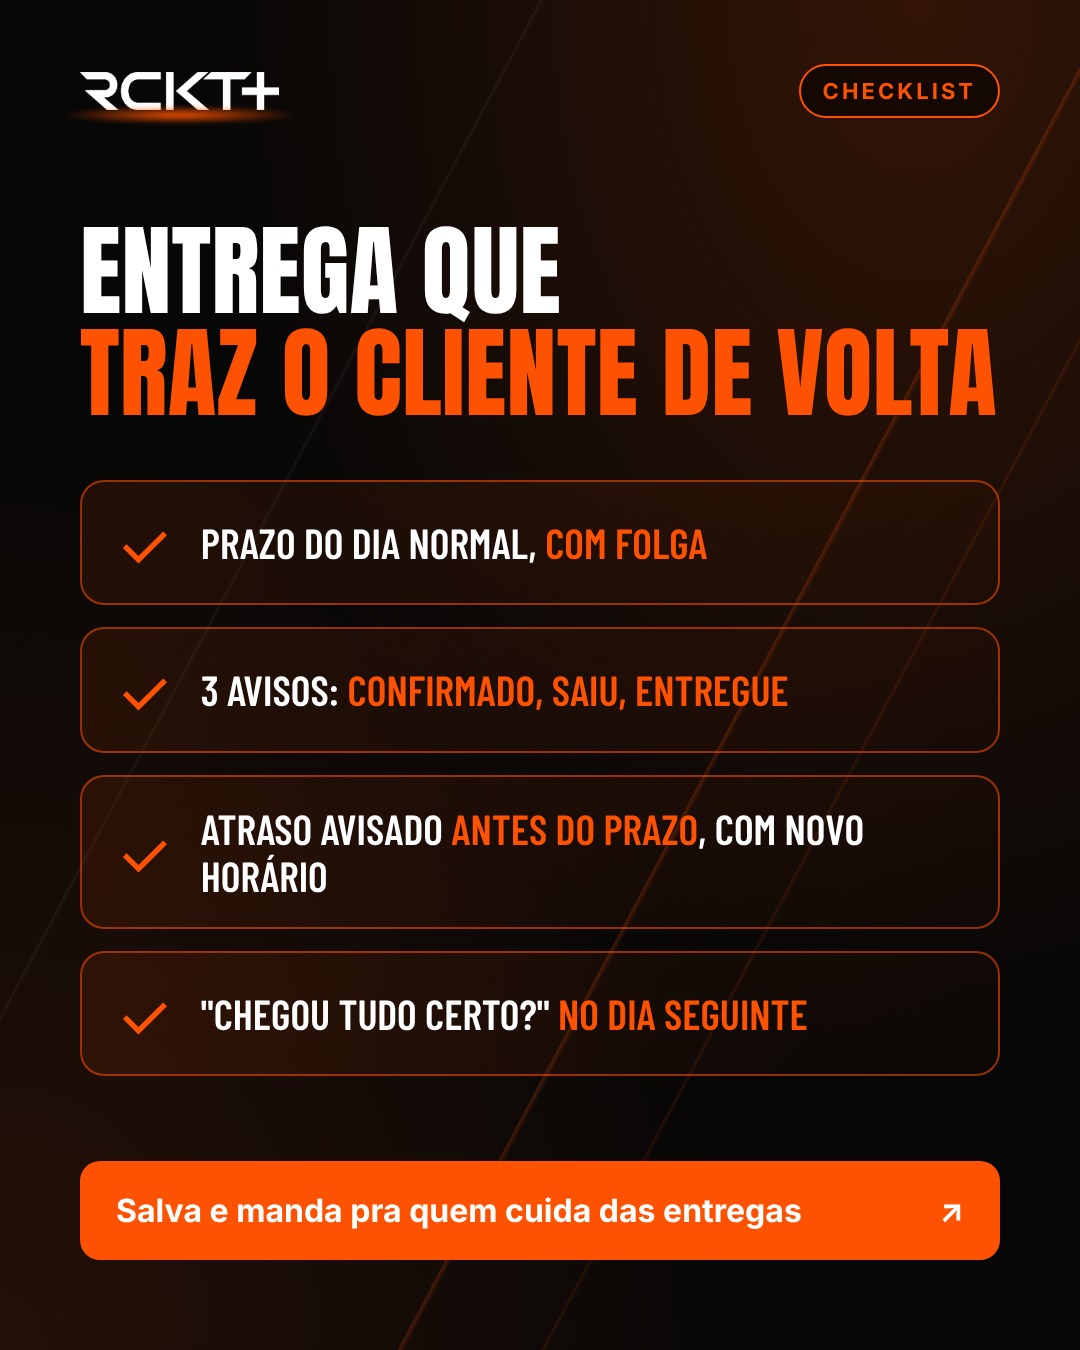 RCKT+
CHECKLIST
ENTREGA QUE
TRAZ O CLIENTE DE VOLTA
PRAZO DO DIA NORMAL, COM FOLGA
3 AVISOS: CONFIRMADO, SAIU, ENTREGUE
ATRASO AVISADO ANTES DO PRAZO, COM NOVO
HORÁRIO
"CHEGOU TUDO CERTO?" NO DIA SEGUINTE
Salva e manda pra quem cuida das entregas